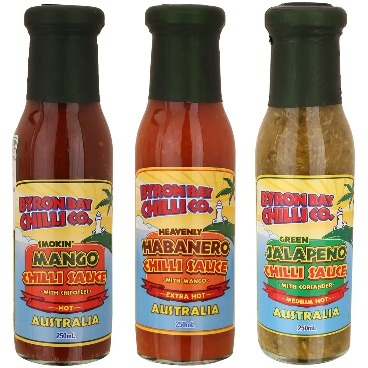 BYRON BAY
CHILLI CO.
SMOKIN'
MANGO
CHILLI SAUCE
WITH CHIPOTLE
HOT
AUSTRALIA
250mL
BYRON BAY
CHILLI CO.
HEAVENLY
HABANERO
CHILLI SAUCE
WITH MANGO
EXTRA HOT
AUSTRALIA
250mL
BYRON BAY
CHILLI CO.
GREEN
JALAPEÑO
CHILLI SAUCE
WITH CORIANDER
MEDIUM HOT
AUSTRALIA
250mL